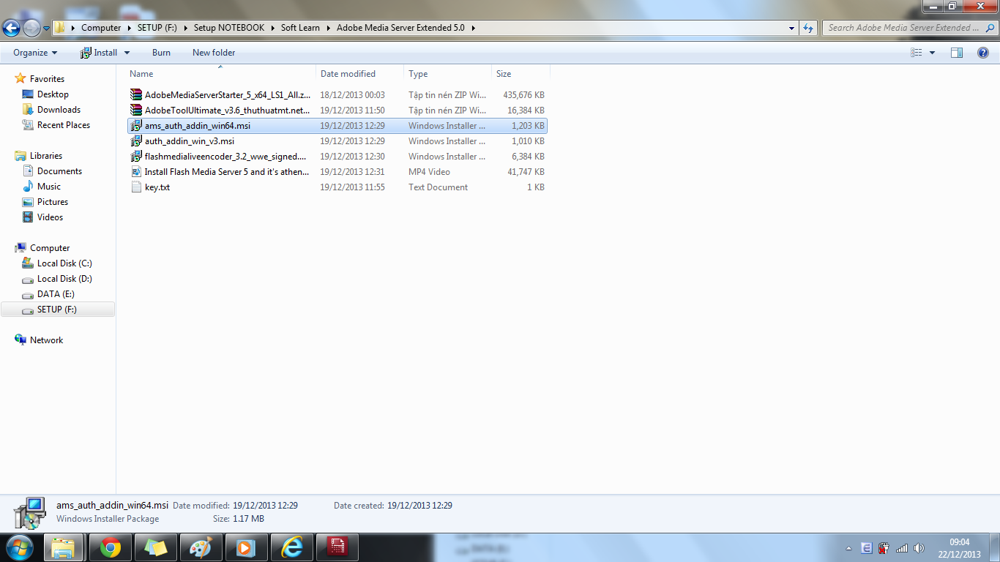 Computer SETUP (F:) Setup NOTEBOOK Soft Learn Adobe Media Server Extended 5.0
Search Adobe Media Server Extended ...
Organize Install Burn New folder
Favorites
Desktop
Downloads
Recent Places
Libraries
Documents
Music
Pictures
Videos
Computer
Local Disk (C:)
Local Disk (D:)
DATA (E:)
SETUP (F:)
Network
Name Date modified Type Size
AdobeMediaServerStarter_5_x64_LS1_All.z... 18/12/2013 00:03 Tập tin nén ZIP Wi... 435,676 KB
AdobeToolUltimate_v3.6_thuthuatmt.net... 19/12/2013 11:50 Tập tin nén ZIP Wi... 16,384 KB
ams_auth_addin_win64.msi 19/12/2013 12:29 Windows Installer ... 1,203 KB
auth_addin_win_v3.msi 19/12/2013 12:29 Windows Installer ... 1,010 KB
flashmedialiveencoder_3.2_wwe_signed.... 19/12/2013 12:30 Windows Installer ... 6,384 KB
Install Flash Media Server 5 and it's athen... 19/12/2013 12:31 MP4 Video 41,747 KB
key.txt 19/12/2013 11:55 Text Document 1 KB
ams_auth_addin_win64.msi Date modified: 19/12/2013 12:29 Date created: 19/12/2013 12:29
Windows Installer Package Size: 1.17 MB
09:04
22/12/2013